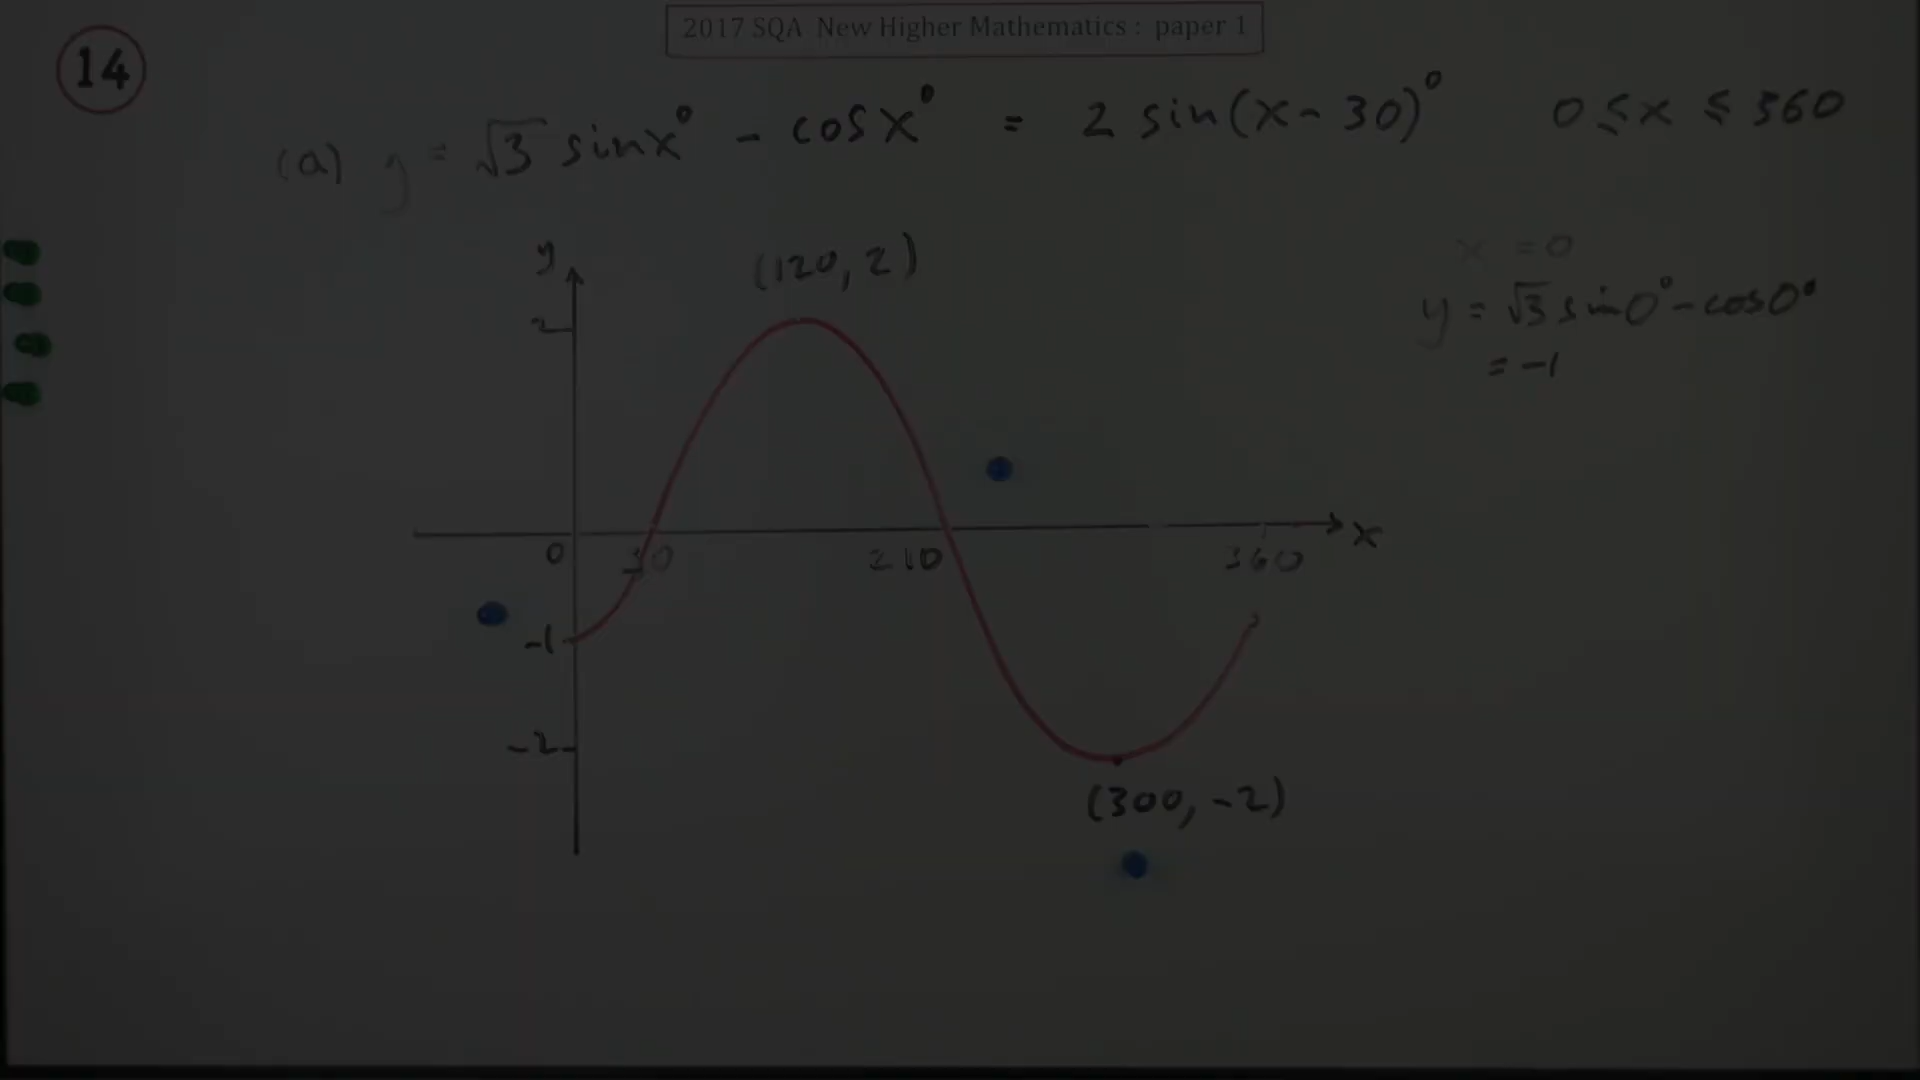 2017 SQA New Higher Mathematics : paper 1
14
(a) y = √3 sinx° - cosx° = 2 sin(x - 30)° 0 ≤ x ≤ 360
x = 0
y = √3 sin0° - cos0°
= -1
y
(120, 2)
2
0 30 210 360 x
-1
-2
(300, -2)